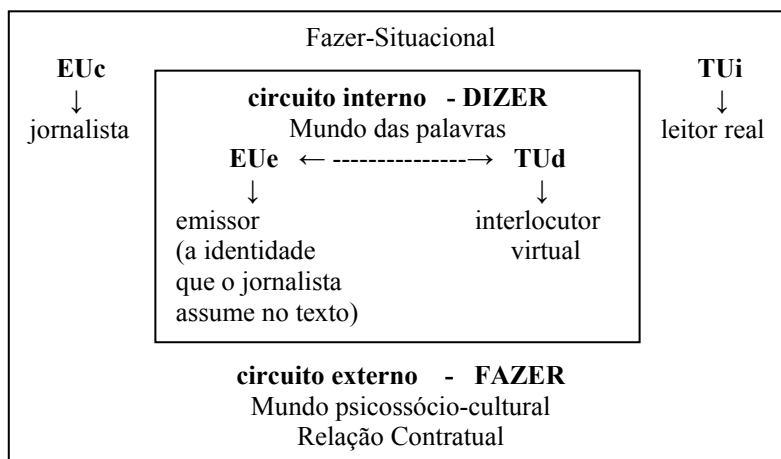 Fazer-Situacional
EUc
↓
jornalista
TUi
↓
leitor real
circuito interno - DIZER
Mundo das palavras
EUe ← ---------------→ TUd
↓ ↓
emissor interlocutor
(a identidade virtual
que o jornalista
assume no texto)
circuito externo - FAZER
Mundo psicossócio-cultural
Relação Contratual